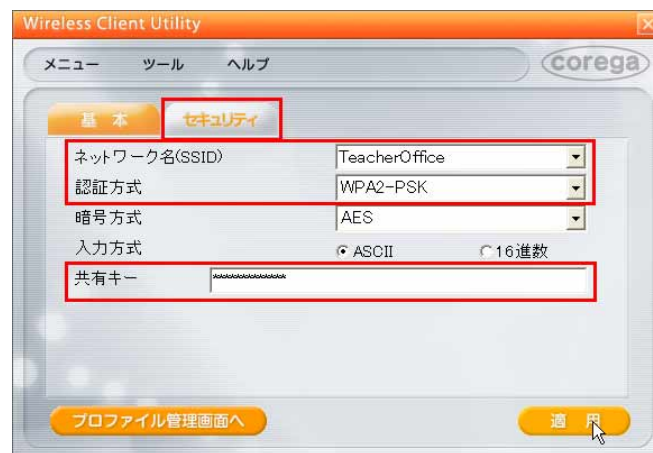 Wireless Client Utility
メニュー ツール ヘルプ corega
基本 セキュリティ
ネットワーク名(SSID) TeacherOffice
認証方式 WPA2-PSK
暗号方式 AES
入力方式 ASCII 16進数
共有キー *************
プロファイル管理画面へ 適用